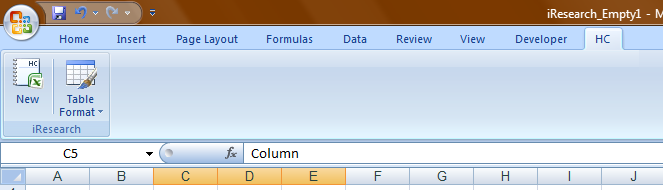 iResearch_Empty1 - M
Home Insert Page Layout Formulas Data Review View Developer HC
HC
New Table
Format
iResearch
C5 fx Column
A B C D E F G H I J